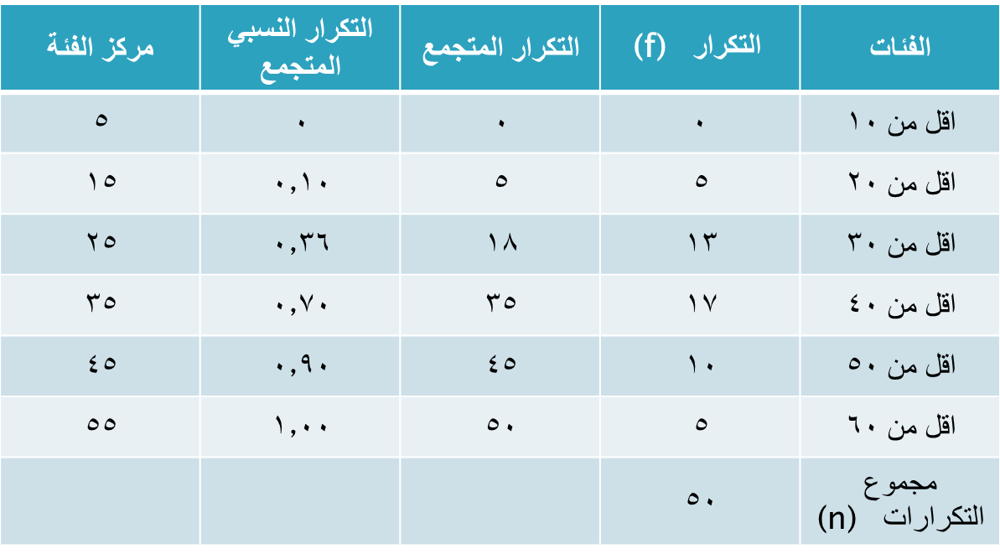 الفئات التكرار (f) التكرار المتجمع التكرار النسبي المتجمع مركز الفئة
اقل من ١٠ ٠ ٠ ٠ ٥
اقل من ٢٠ ٥ ٥ ٠,١٠ ١٥
اقل من ٣٠ ١٣ ١٨ ٠,٣٦ ٢٥
اقل من ٤٠ ١٧ ٣٥ ٠,٧٠ ٣٥
اقل من ٥٠ ١٠ ٤٥ ٠,٩٠ ٤٥
اقل من ٦٠ ٥ ٥٠ ١,٠٠ ٥٥
مجموع
التكرارات (n) ٥٠